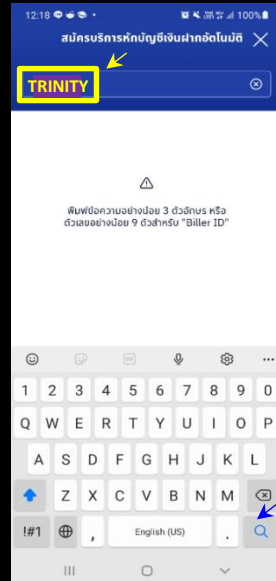 12:18
100%
สมัครบริการหักบัญชีเงินฝากอัตโนมัติ
TRINITY
พิมพ์ข้อความอย่างน้อย 3 ตัวอักษร หรือ
ตัวเลขอย่างน้อย 9 ตัวสำหรับ "Biller ID"
1 2 3 4 5 6 7 8 9 0
Q W E R T Y U I O P
A S D F G H J K L
Z X C V B N M
!#1 , English (US) .